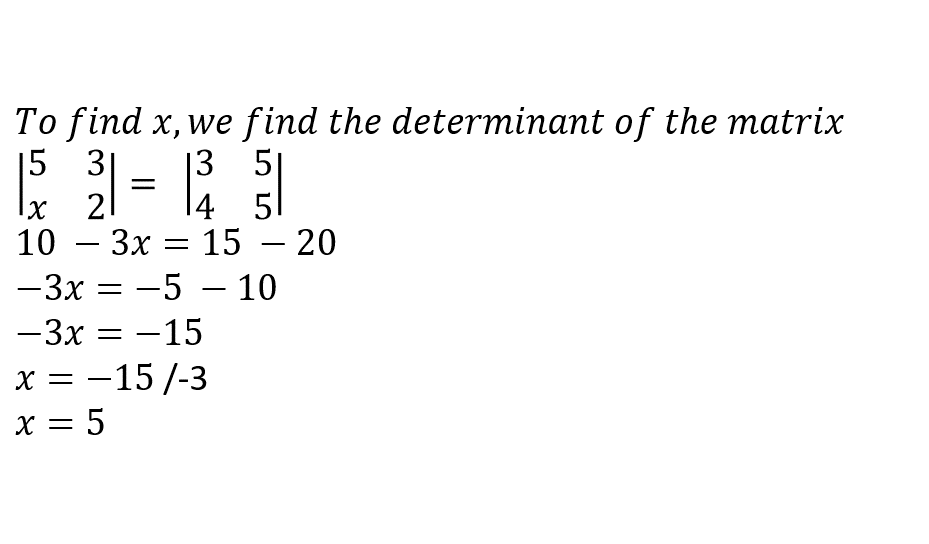 To find x, we find the determinant of the matrix
|5 3| = |3 5|
|x 2| |4 5|
10 − 3x = 15 − 20
−3x = −5 − 10
−3x = −15
x = −15 /-3
x = 5